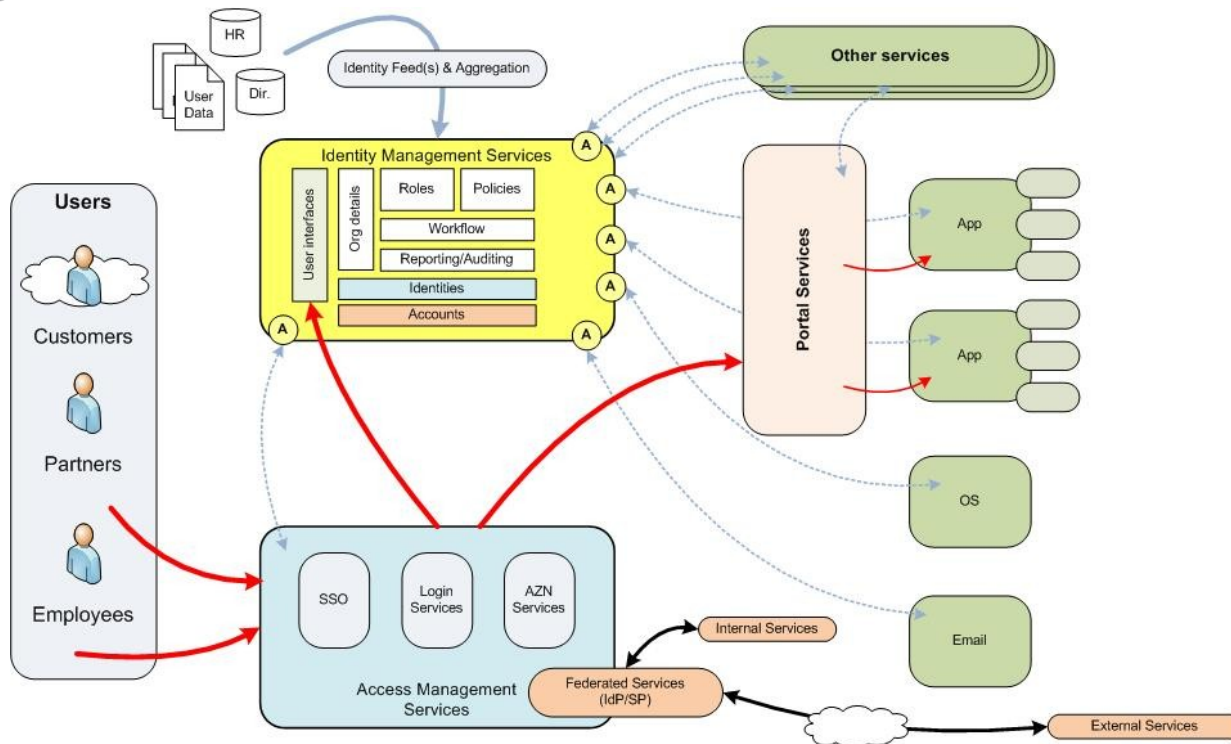 HR
Dir.
User
Data
Identity Feed(s) & Aggregation
Other services
Identity Management Services
User interfaces
Org details
Roles
Policies
Workflow
Reporting/Auditing
Identities
Accounts
A
A
A
A
A
A
Users
Customers
Partners
Employees
Portal Services
App
App
OS
Email
SSO
Login
Services
AZN
Services
Access Management
Services
Federated Services
(IdP/SP)
Internal Services
External Services